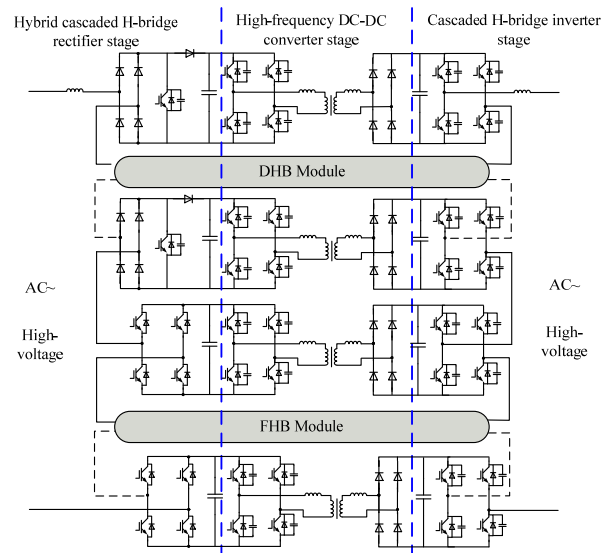 Hybrid cascaded H-bridge
rectifier stage
High-frequency DC-DC
converter stage
Cascaded H-bridge inverter
stage
DHB Module
AC~
High-
voltage
AC~
High-
voltage
FHB Module